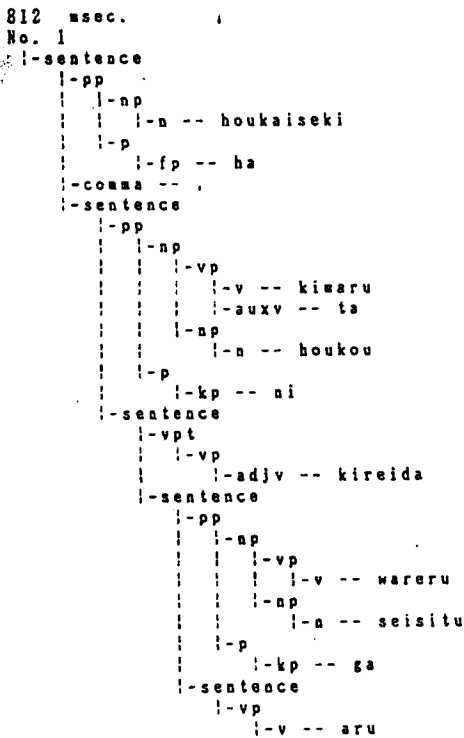 812 msec.
No. 1
|-sentence
|-pp
| |-np
| | |-n -- houkaiseki
| |-p
| |-fp -- ha
|-comma -- ,
|-sentence
|-pp
| |-np
| | |-vp
| | | |-v -- kimaru
| | | |-auxv -- ta
| | |-np
| | |-n -- houkou
| |-p
| |-kp -- ni
|-sentence
|-vpt
| |-vp
| |-adjv -- kireida
|-sentence
|-pp
| |-np
| | |-vp
| | | |-v -- wareru
| | |-np
| | |-n -- seisitu
| |-p
| |-kp -- ga
|-sentence
|-vp
|-v -- aru